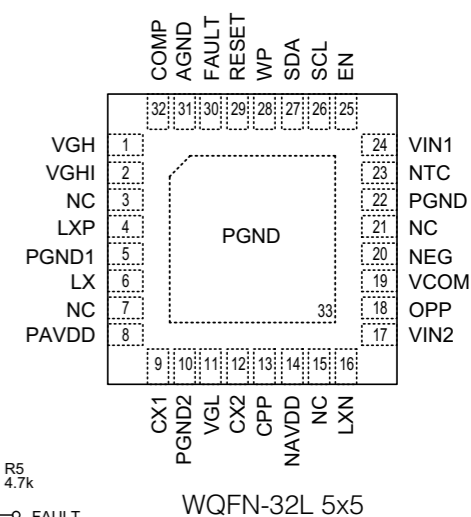 COMP
AGND
FAULT
RESET
WP
SDA
SCL
EN
32 31 30 29 28 27 26 25
VGH 1
VGHI 2
NC 3
LXP 4
PGND1 5
LX 6
NC 7
PAVDD 8
PGND
33
24 VIN1
23 NTC
22 PGND
21 NC
20 NEG
19 VCOM
18 OPP
17 VIN2
9 10 11 12 13 14 15 16
CX1
PGND2
VGL
CX2
CPP
NAVDD
NC
LXN
R5
4.7k
FAULT
WQFN-32L 5x5